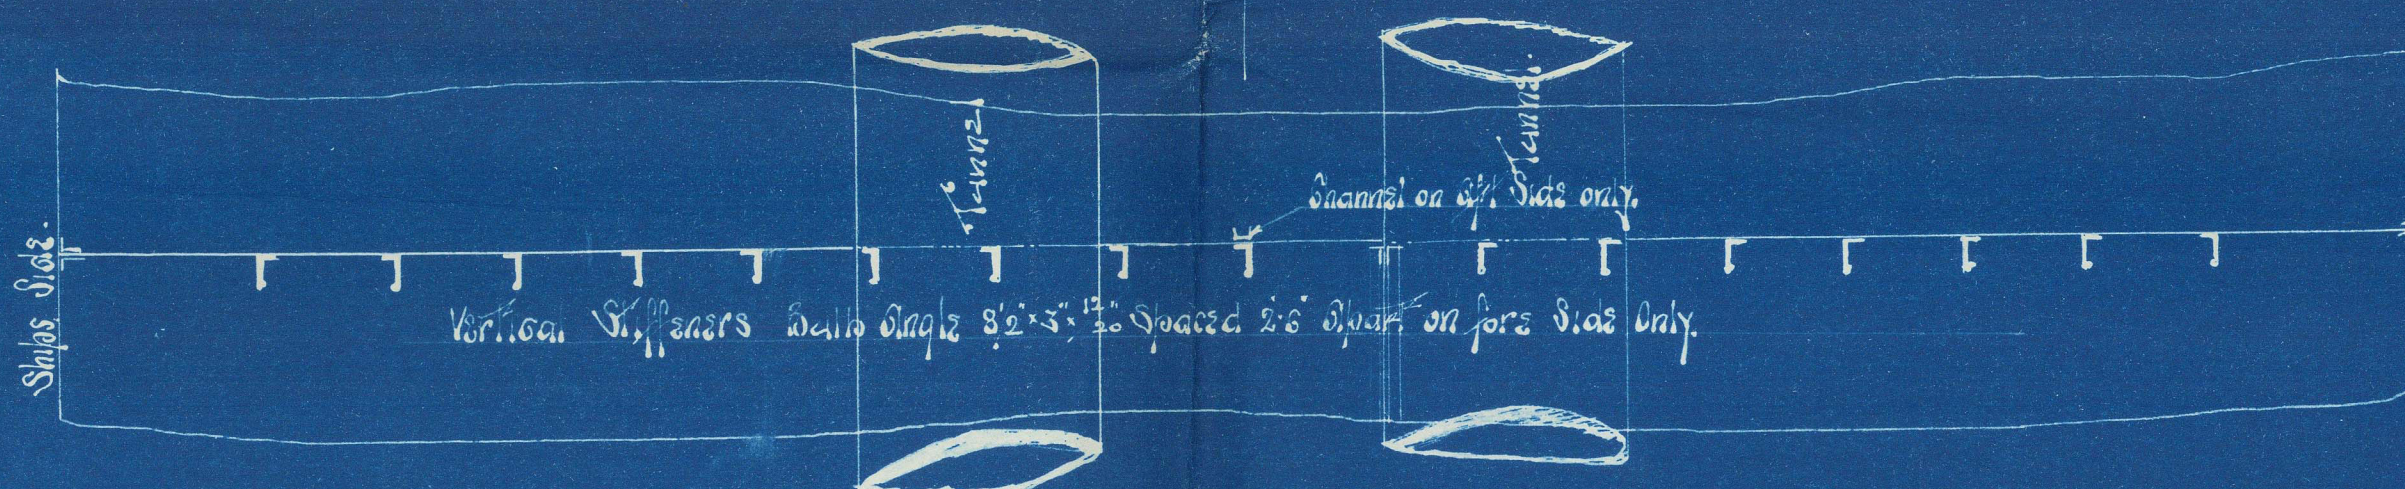 Ships Side.
Tunnel
Tunnel.
Channel on Aft Side only.
Vertical Stiffeners Bulb Angle 8½" × 3" × 12/20" Spaced 2'6" Apart on fore Side Only.